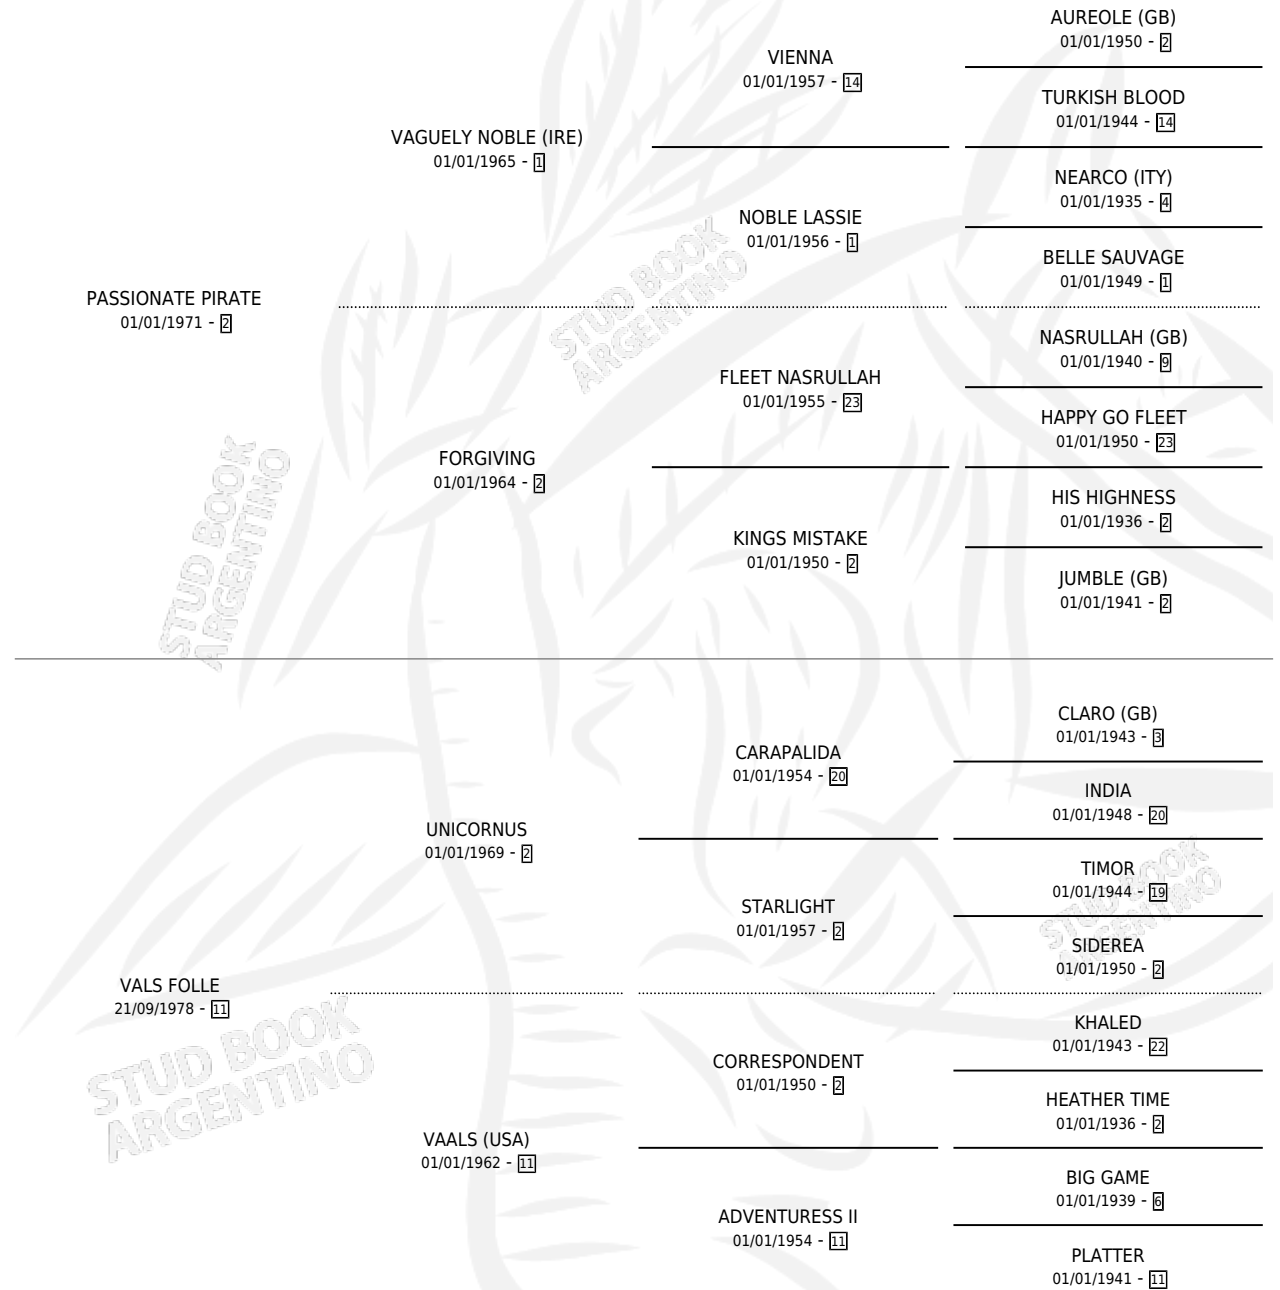 AUREOLE (GB)
01/01/1950 - 2
VIENNA
01/01/1957 - 14
TURKISH BLOOD
01/01/1944 - 14
VAGUELY NOBLE (IRE)
01/01/1965 - 1
NEARCO (ITY)
01/01/1935 - 4
NOBLE LASSIE
01/01/1956 - 1
BELLE SAUVAGE
01/01/1949 - 1
PASSIONATE PIRATE
01/01/1971 - 2
STUD BOOK
ARGENTINO
NASRULLAH (GB)
01/01/1940 - 9
FLEET NASRULLAH
01/01/1955 - 23
HAPPY GO FLEET
01/01/1950 - 23
FORGIVING
01/01/1964 - 2
HIS HIGHNESS
01/01/1936 - 2
KINGS MISTAKE
01/01/1950 - 2
JUMBLE (GB)
01/01/1941 - 2
STUD BOOK
ARGENTINO
CLARO (GB)
01/01/1943 - 3
CARAPALIDA
01/01/1954 - 20
INDIA
01/01/1948 - 20
UNICORNUS
01/01/1969 - 2
TIMOR
01/01/1944 - 19
STARLIGHT
01/01/1957 - 2
SIDEREA
01/01/1950 - 2
STUD BOOK
ARGENTINO
VALS FOLLE
21/09/1978 - 11
KHALED
01/01/1943 - 22
CORRESPONDENT
01/01/1950 - 2
HEATHER TIME
01/01/1936 - 2
STUD BOOK
ARGENTINO
VAALS (USA)
01/01/1962 - 11
BIG GAME
01/01/1939 - 6
ADVENTURESS II
01/01/1954 - 11
PLATTER
01/01/1941 - 11